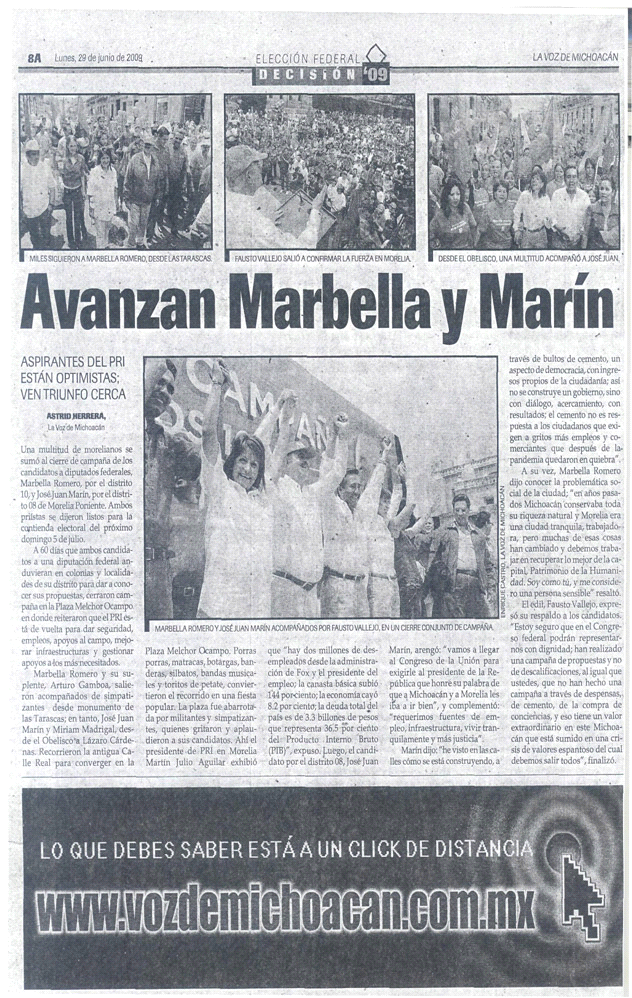 8A Lunes, 29 de junio de 2009
ELECCIÓN FEDERAL
DECISIÓN '09
LA VOZ DE MICHOACÁN
MILES SIGUIERON A MARBELLA ROMERO, DESDE LAS TARASCAS.
FAUSTO VALLEJO SALIÓ A CONFIRMAR LA FUERZA EN MORELIA.
DESDE EL OBELISCO, UNA MULTITUD ACOMPAÑÓ A JOSÉ JUAN.
Avanzan Marbella y Marín
ASPIRANTES DEL PRI
ESTÁN OPTIMISTAS;
VEN TRIUNFO CERCA
ASTRID HERRERA,
La Voz de Michoacán
Una multitud de morelianos se
sumó al cierre de campaña de los
candidatos a diputados federales,
Marbella Romero, por el distrito
10, y José Juan Marín, por el distri-
to 08 de Morelia Poniente. Ambos
priistas se dijeron listos para la
contienda electoral del próximo
domingo 5 de julio.
A 60 días que ambos candida-
tos a una diputación federal an-
duvieran en colonias y localida-
des de su distrito para dar a cono-
cer sus propuestas, cerraron cam-
paña en la Plaza Melchor Ocampo
en donde reiteraron que el PRI es-
tá de vuelta para dar seguridad,
empleos, apoyos al campo, mejo-
rar infraestructuras y gestionar
apoyos a los más necesitados.
Marbella Romero y su su-
plente, Arturo Gamboa, salie-
rón acompañados de simpati-
zantes desde monumento de
las Tarascas; en tanto, José Juan
Marín y Miriam Madrigal, des-
de el Obelisco a Lázaro Cárde-
nas. Recorrieron la antigua Ca-
lle Real para converger en la
CAMPAÑA
ENRIQUE CASTRO, LA VOZ DE MICHOACÁN
MARBELLA ROMERO Y JOSÉ JUAN MARÍN ACOMPAÑADOS POR FAUSTO VALLEJO, EN UN CIERRE CONJUNTO DE CAMPAÑA.
Plaza Melchor Ocampo. Porras
porras, matracas, botargas, ban-
deras, silbatos, bandas musica-
les y toritos de petate, convier-
tieron el recorrido en una fiesta
popular. La plaza fue abarrota-
da por militantes y simpatizan-
tes, quienes gritaron y aplau-
dieron a sus candidatos. Ahí el
presidente de PRI en Morelia
Martín Julio Aguilar exhibió
que "hay dos millones de des-
empleados desde la administra-
ción de Fox y el presidente del
empleo; la canasta básica subió
144 por ciento; la economía cayó
8.2 por ciento; la deuda total del
país es de 3.3 billones de pesos
que representa 36.5 por ciento
del Producto Interno Bruto
(PIB)", expuso. Luego, el candi-
dato por el distrito 08, José Juan
Marín, arengó: "vamos a llegar
al Congreso de la Unión para
exigirle al presidente de la Re-
pública que honre su palabra de
que a Michoacán y a Morelia les
iba a ir bien", y complementó:
"requerimos fuentes de em-
pleo, infraestructura, vivir tran-
quilamente y más justicia".
Marín dijo: "he visto en las ca-
lles cómo se está construyendo, a
través de bultos de cemento, un
aspecto de democracia, con ingre-
sos propios de la ciudadanía; así
no se construye un gobierno, sino
con diálogo, acercamiento, con
resultados; el cemento no es res-
puesta a los ciudadanos que exi-
gen a gritos más empleos y co-
merciantes que después de la
pandemia quedaron en quiebra".
A su vez, Marbella Romero
dijo conocer la problemática so-
cial de la ciudad; "en años pasa-
dos Michoacán conservaba toda
su riqueza natural y Morelia era
una ciudad tranquila, trabajado-
ra, pero muchas de esas cosas
han cambiado y debemos traba-
jar en recuperar lo mejor de la ca-
pital, Patrimonio de la Humani-
dad. Soy como tú, y me conside-
ro una persona sensible" resaltó.
El edil, Fausto Vallejo, expre-
só su respaldo a los candidatos.
"Estoy seguro que en el Congre-
so federal podrán representar-
nos con dignidad; han realizado
una campaña de propuestas y no
de descalificaciones, al igual que
ustedes, que no han hecho una
campaña a través de despensas,
de cemento, de la compra de
conciencias, y eso tiene un valor
extraordinario en este Michoa-
cán que está sumido en una cri-
sis de valores espantoso del cual
debemos salir todos", finalizó.
LO QUE DEBES SABER ESTÁ A UN CLICK DE DISTANCIA
www.vozdemichoacan.com.mx